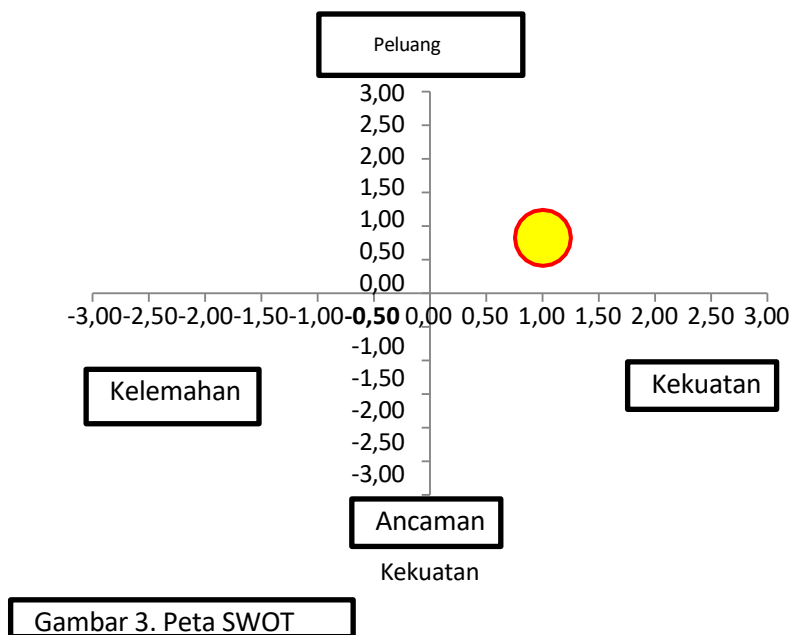 Peluang
3,00
2,50
2,00
1,50
1,00
0,50
0,00
-3,00 -2,50 -2,00 -1,50 -1,00 -0,50 0,00 0,50 1,00 1,50 2,00 2,50 3,00
-1,00
-1,50
-2,00
-2,50
-3,00
Kelemahan
Kekuatan
Ancaman
Kekuatan
Gambar 3. Peta SWOT